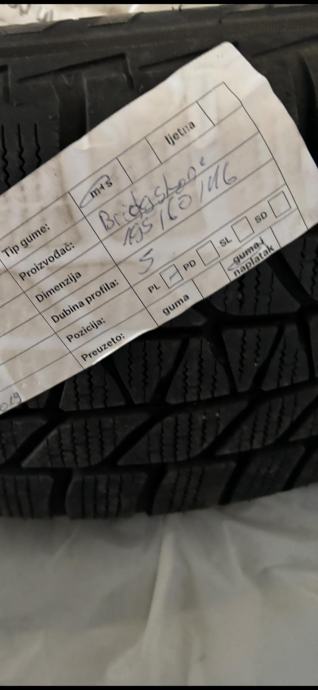 Tip gume: m+s ljetna
Proizvođač: Bridgestone
Dimenzija 195/60/16
Dubina profila: 5
Pozicija: PL PD SL SD
Preuzeto: guma guma i naplatak
019